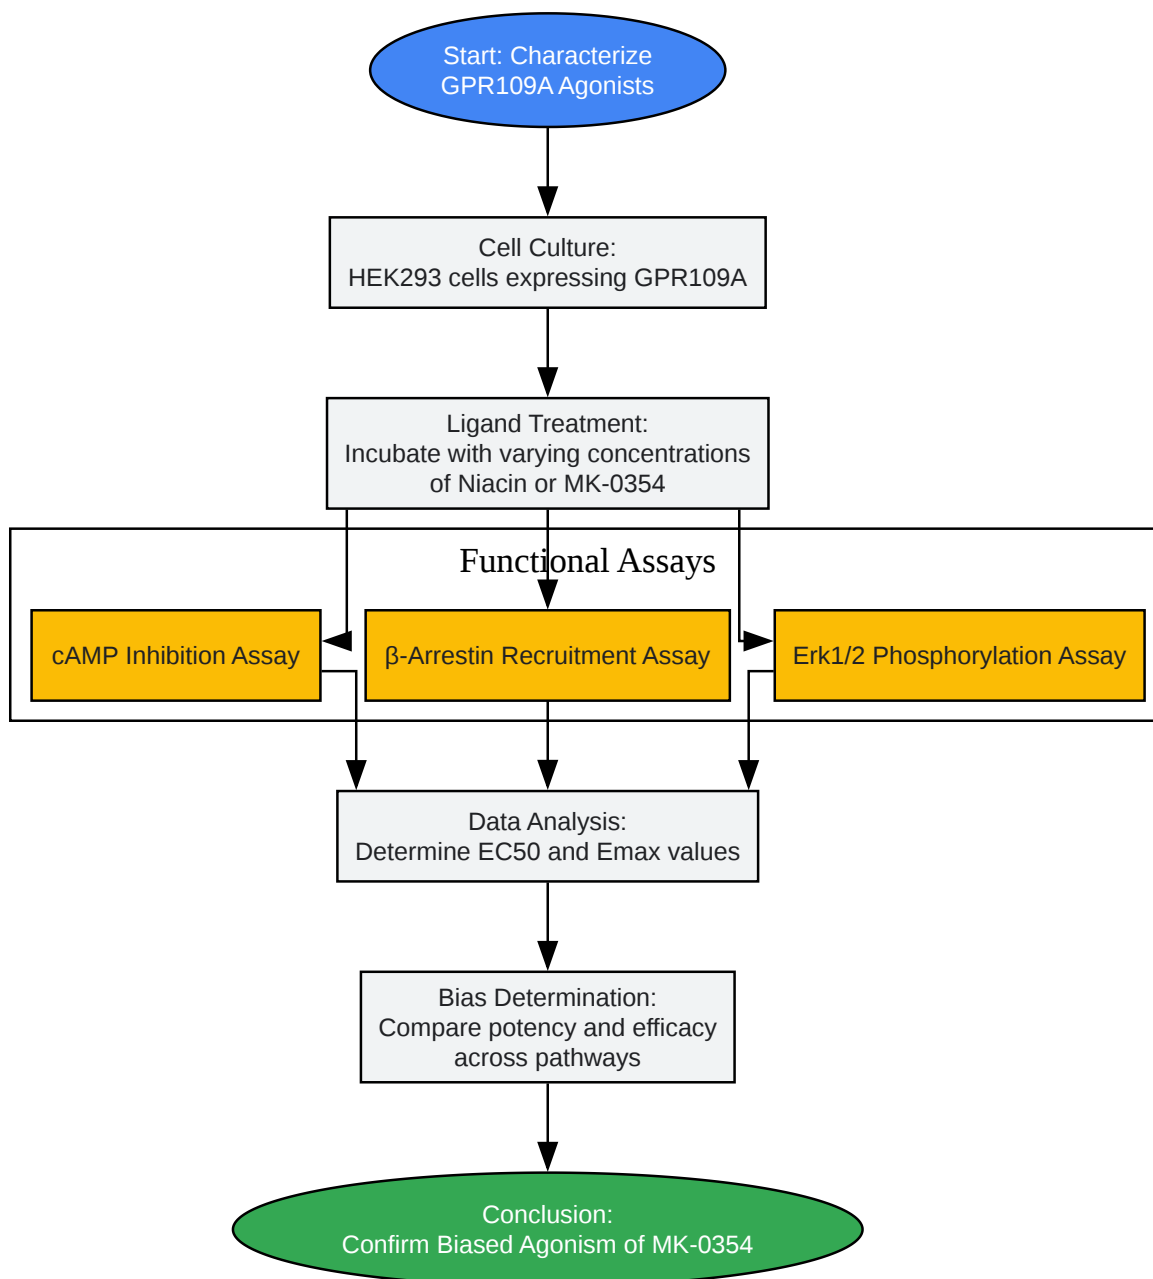 Start: Characterize
GPR109A Agonists
Cell Culture:
HEK293 cells expressing GPR109A
Ligand Treatment:
Incubate with varying concentrations
of Niacin or MK-0354
Functional Assays
cAMP Inhibition Assay
β-Arrestin Recruitment Assay
Erk1/2 Phosphorylation Assay
Data Analysis:
Determine EC50 and Emax values
Bias Determination:
Compare potency and efficacy
across pathways
Conclusion:
Confirm Biased Agonism of MK-0354